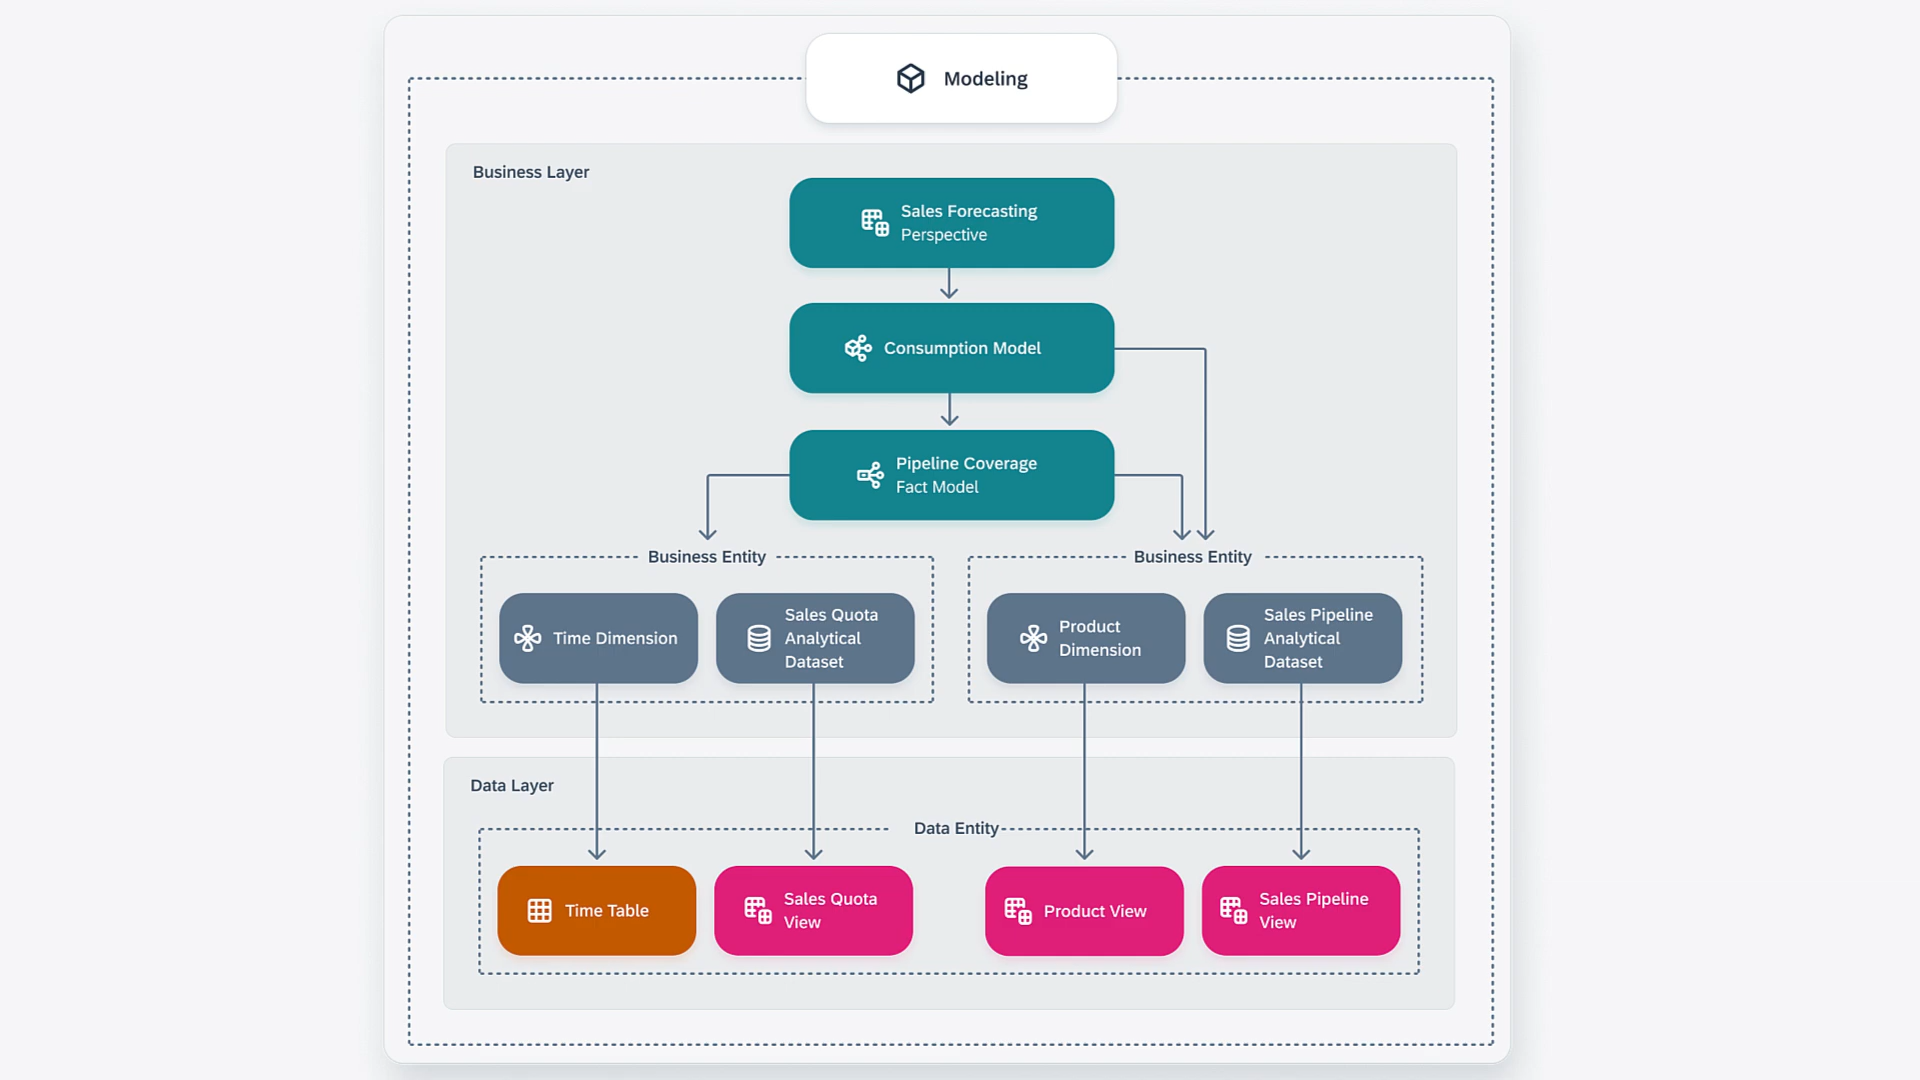 Modeling
Business Layer
Sales Forecasting
Perspective
Consumption Model
Pipeline Coverage
Fact Model
Business Entity
Business Entity
Time Dimension
Sales Quota
Analytical
Dataset
Product
Dimension
Sales Pipeline
Analytical
Dataset
Data Layer
Data Entity
Time Table
Sales Quota
View
Product View
Sales Pipeline
View